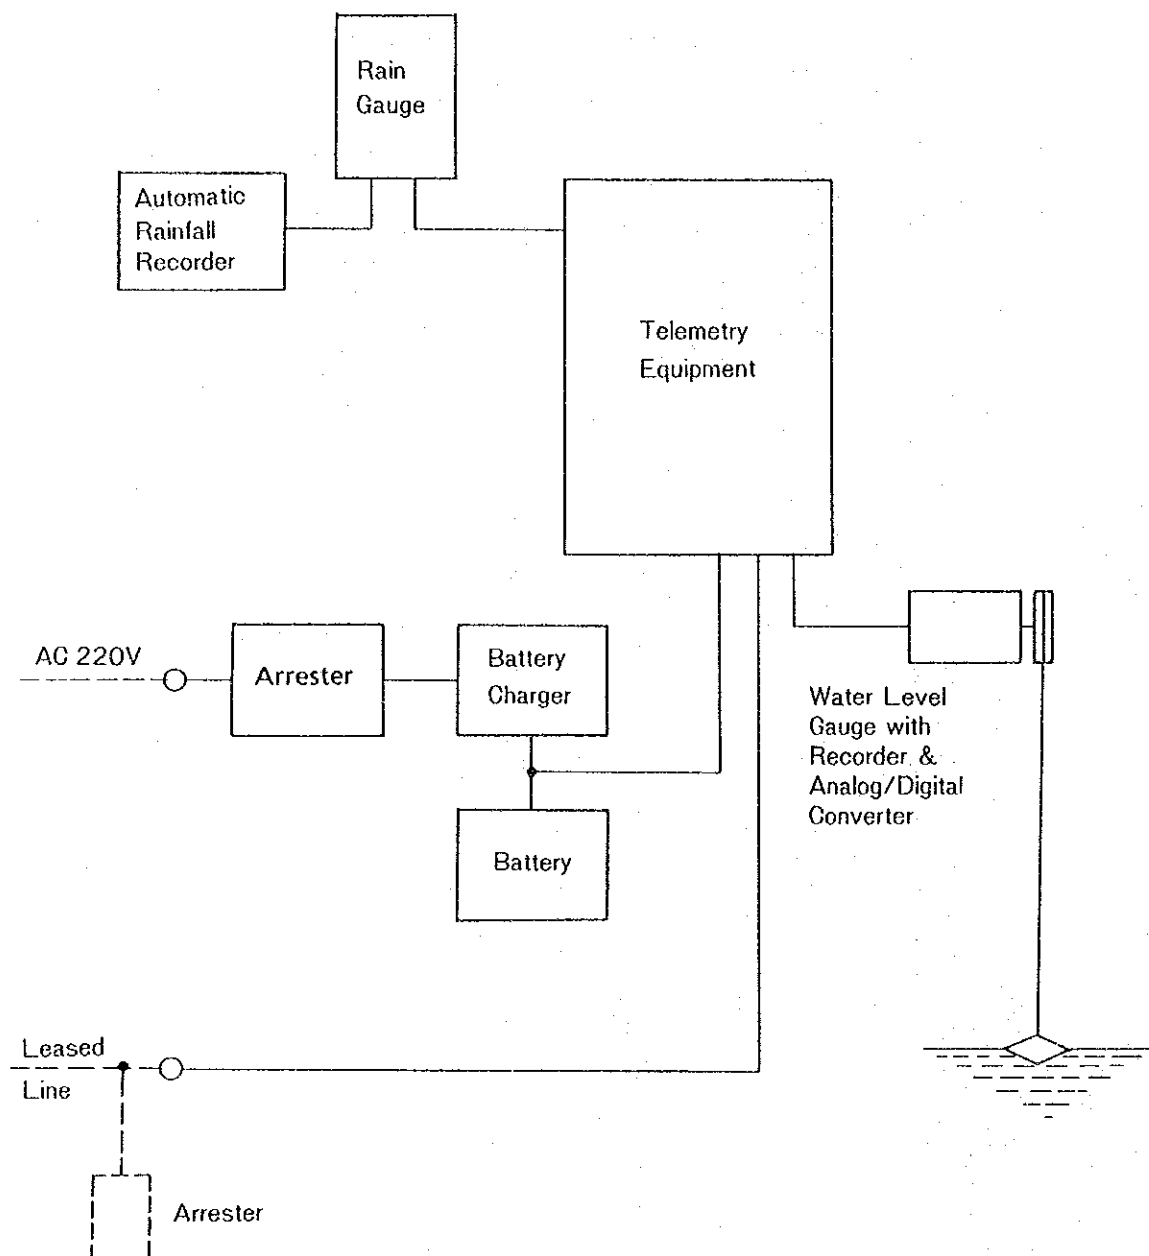 Rain
Gauge
Automatic
Rainfall
Recorder
Telemetry
Equipment
AC 220V
Arrester
Battery
Charger
Water Level
Gauge with
Recorder &
Analog/Digital
Converter
Battery
Leased
Line
Arrester